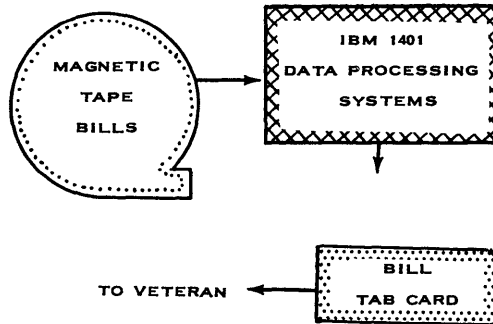 MAGNETIC
TAPE
BILLS
IBM 1401
DATA PROCESSING
SYSTEMS
BILL
TAB CARD
TO VETERAN